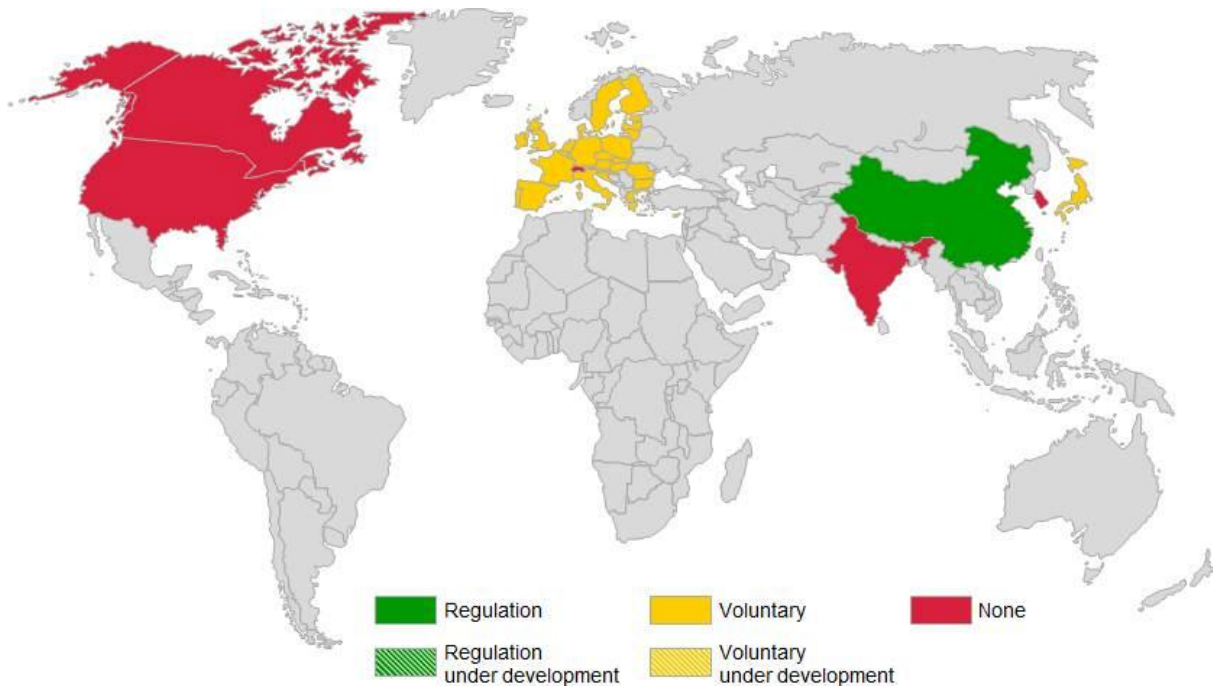 Regulation
Voluntary
None
Regulation
under development
Voluntary
under development